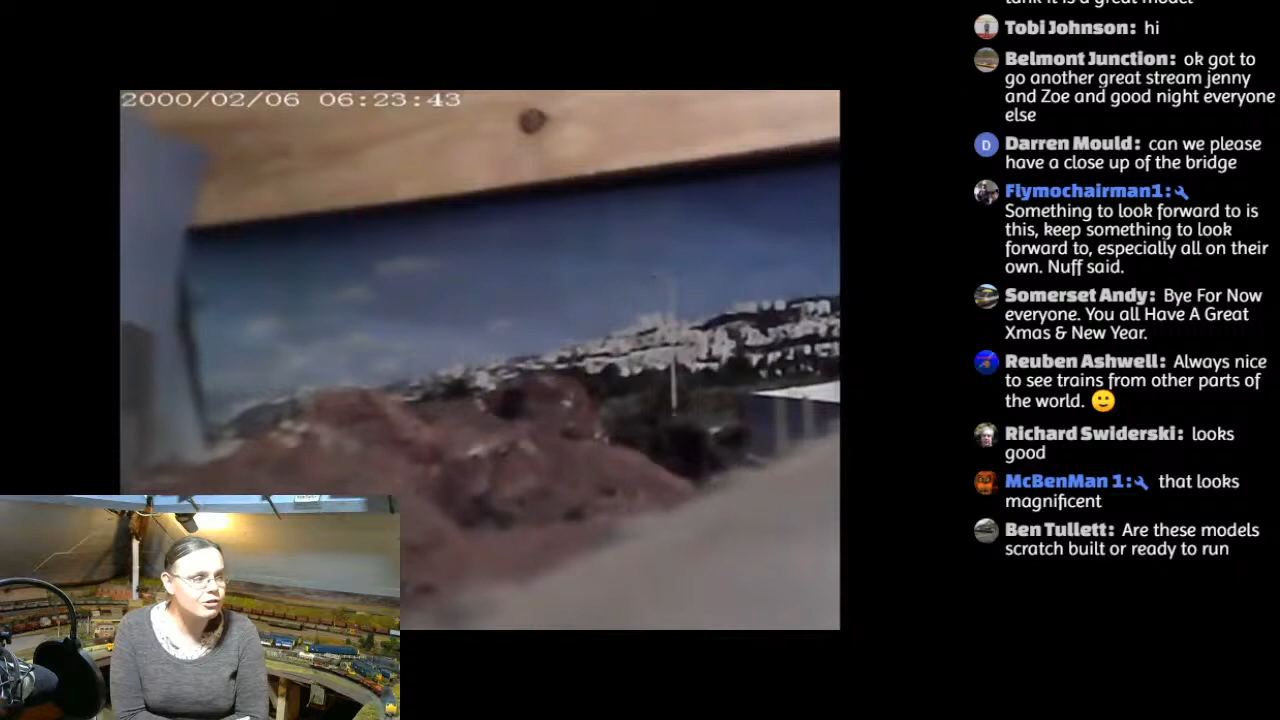 tank it is a great model
Tobi Johnson: hi
Belmont Junction: ok got to
go another great stream jenny
and Zoe and good night everyone
else
2000/02/06 06:23:43
D
Darren Mould: can we please
have a close up of the bridge
Flymochairman1:
Something to look forward to is
this, keep something to look
forward to, especially all on their
own. Nuff said.
Somerset Andy: Bye For Now
everyone. You all Have A Great
Xmas & New Year.
Reuben Ashwell: Always nice
to see trains from other parts of
the world. 🙂
Richard Swiderski: looks
good
McBenMan 1: that looks
magnificent
Ben Tullett: Are these models
scratch built or ready to run